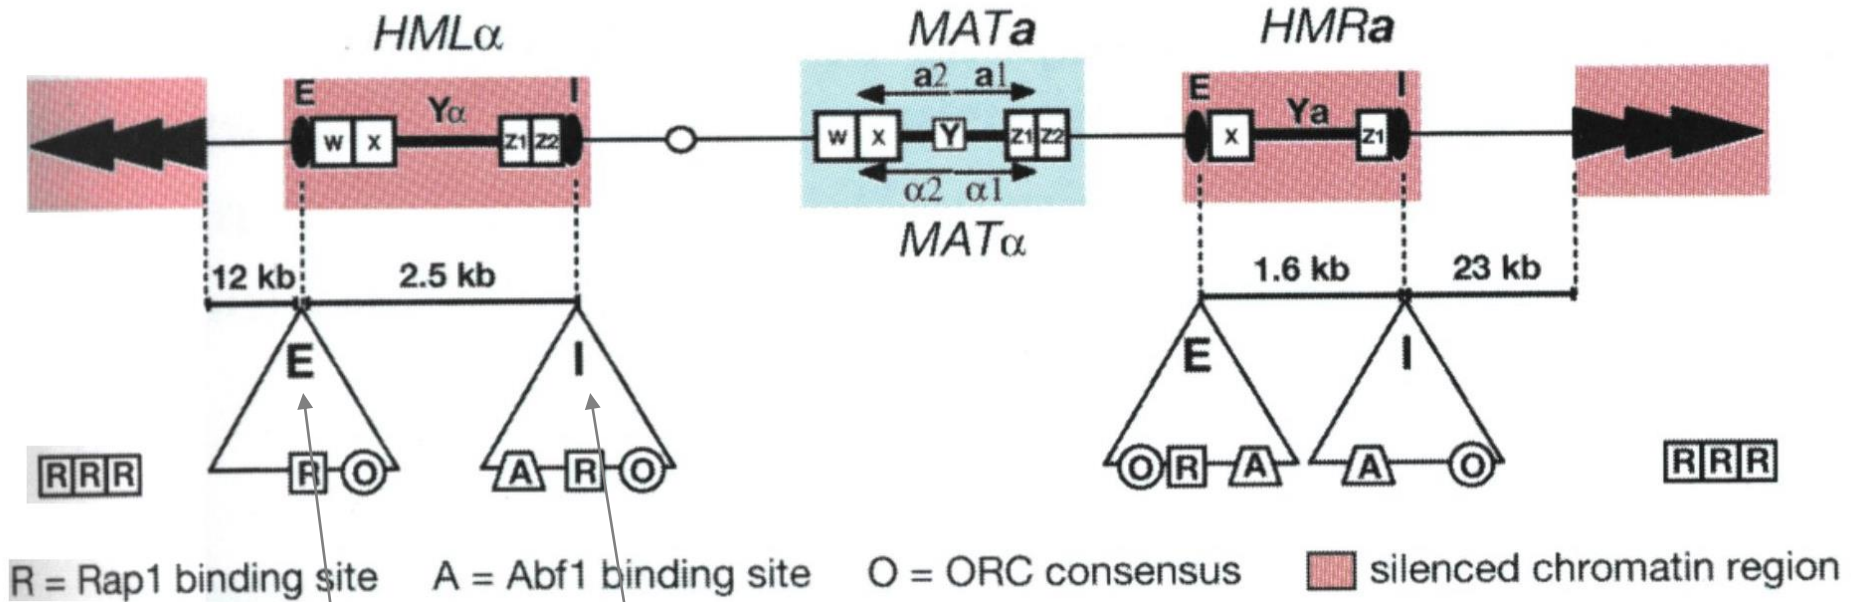 HMLα MATa HMRa
E I a2 a1 E I
Yα Ya
W X Z1 Z2 W X Y Z1 Z2 X Z1
α2 α1
MATα
12 kb 2.5 kb 1.6 kb 23 kb
E I E I
R R R R O A R O O R A A O R R R
R = Rap1 binding site A = Abf1 binding site O = ORC consensus silenced chromatin region